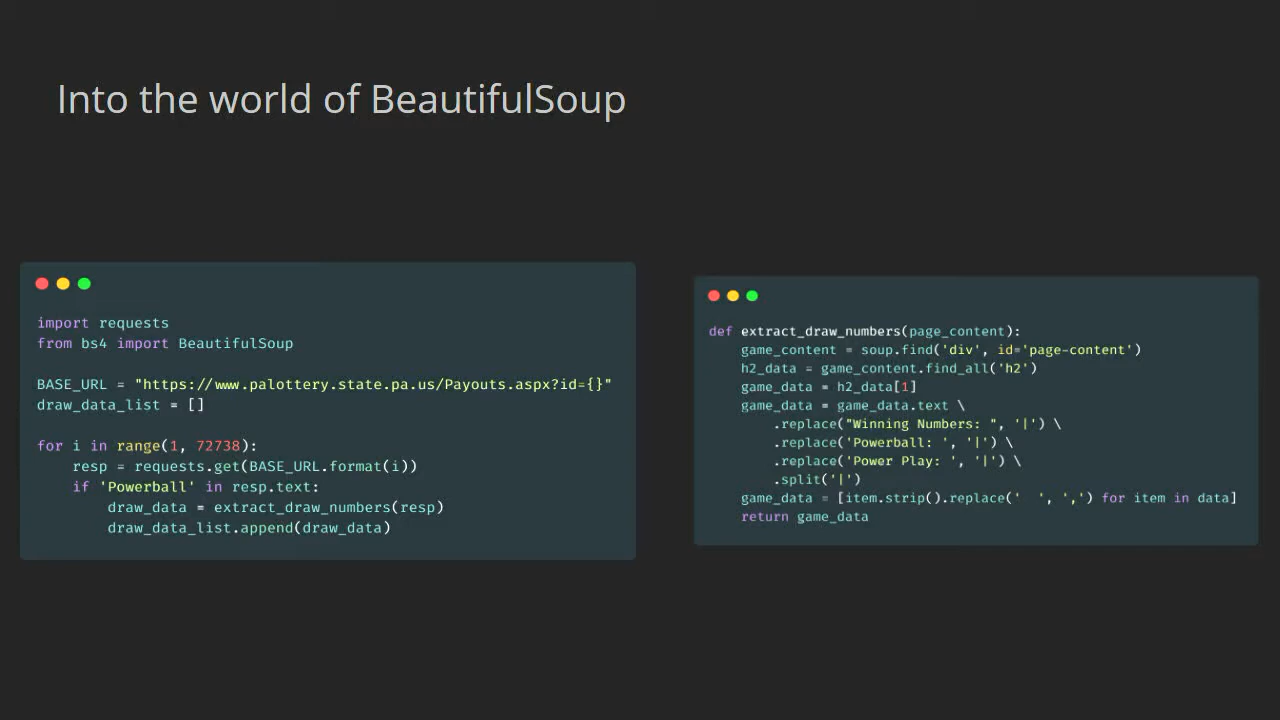 Into the world of BeautifulSoup
import requests
from bs4 import BeautifulSoup
BASE_URL = "https://www.palottery.state.pa.us/Payouts.aspx?id={}"
draw_data_list = []
for i in range(1, 72738):
    resp = requests.get(BASE_URL.format(i))
    if 'Powerball' in resp.text:
        draw_data = extract_draw_numbers(resp)
        draw_data_list.append(draw_data)
def extract_draw_numbers(page_content):
    game_content = soup.find('div', id='page-content')
    h2_data = game_content.find_all('h2')
    game_data = h2_data[1]
    game_data = game_data.text \
        .replace("Winning Numbers: ", '|') \
        .replace('Powerball: ', '|') \
        .replace('Power Play: ', '|') \
        .split('|')
    game_data = [item.strip().replace('  ', ',') for item in data]
    return game_data